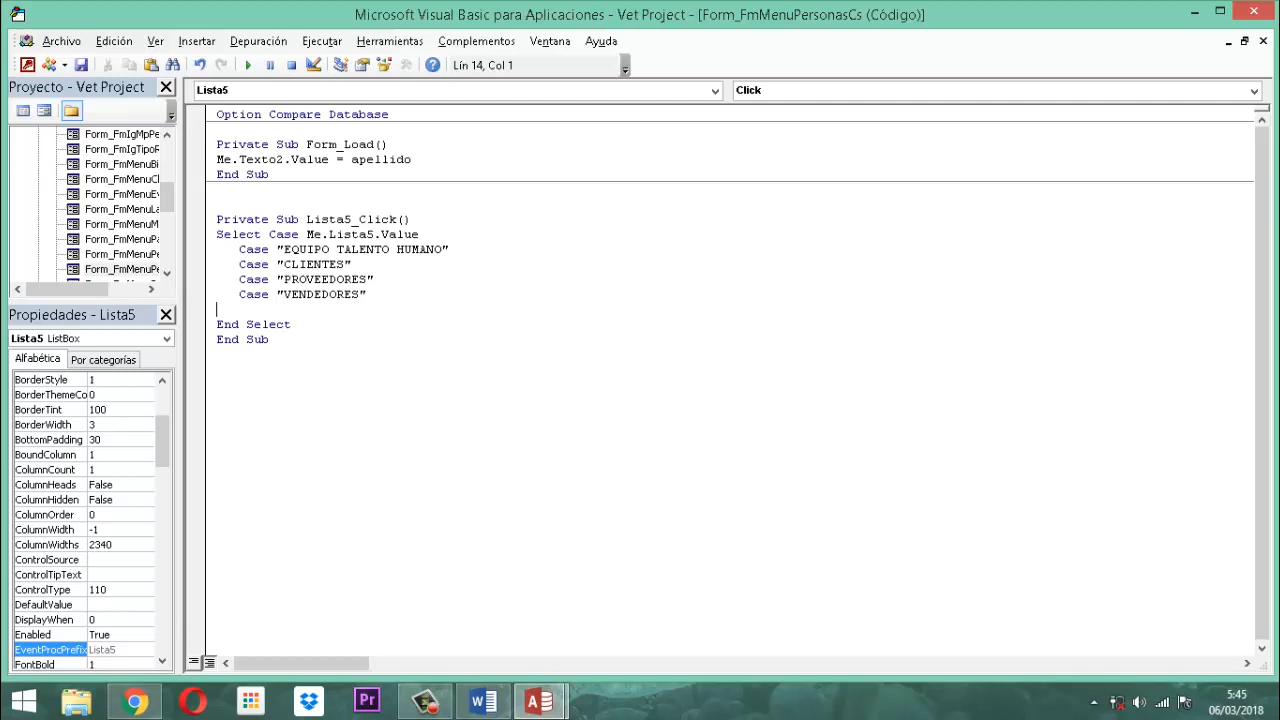 Microsoft Visual Basic para Aplicaciones - Vet Project - [Form_FmMenuPersonasCs (Código)]
Archivo Edición Ver Insertar Depuración Ejecutar Herramientas Complementos Ventana Ayuda
Lín 14, Col 1
Proyecto - Vet Project
Lista5
Click
Form_FmIgMpPe
Form_FmIgTipoR
Form_FmMenuBi
Form_FmMenuCl
Form_FmMenuEv
Form_FmMenuLa
Form_FmMenuM
Form_FmMenuPa
Form_FmMenuPe
Form_FmMenuPe
Option Compare Database
Private Sub Form_Load()
Me.Texto2.Value = apellido
End Sub
Private Sub Lista5_Click()
Select Case Me.Lista5.Value
Case "EQUIPO TALENTO HUMANO"
Case "CLIENTES"
Case "PROVEEDORES"
Case "VENDEDORES"
End Select
End Sub
Propiedades - Lista5
Lista5 ListBox
Alfabética Por categorías
BorderStyle 1
BorderThemeCo 0
BorderTint 100
BorderWidth 3
BottomPadding 30
BoundColumn 1
ColumnCount 1
ColumnHeads False
ColumnHidden False
ColumnOrder 0
ColumnWidth -1
ColumnWidths 2340
ControlSource
ControlTipText
ControlType 110
DefaultValue
DisplayWhen 0
Enabled True
EventProcPrefix Lista5
FontBold 1
Pr
5:45
06/03/2018